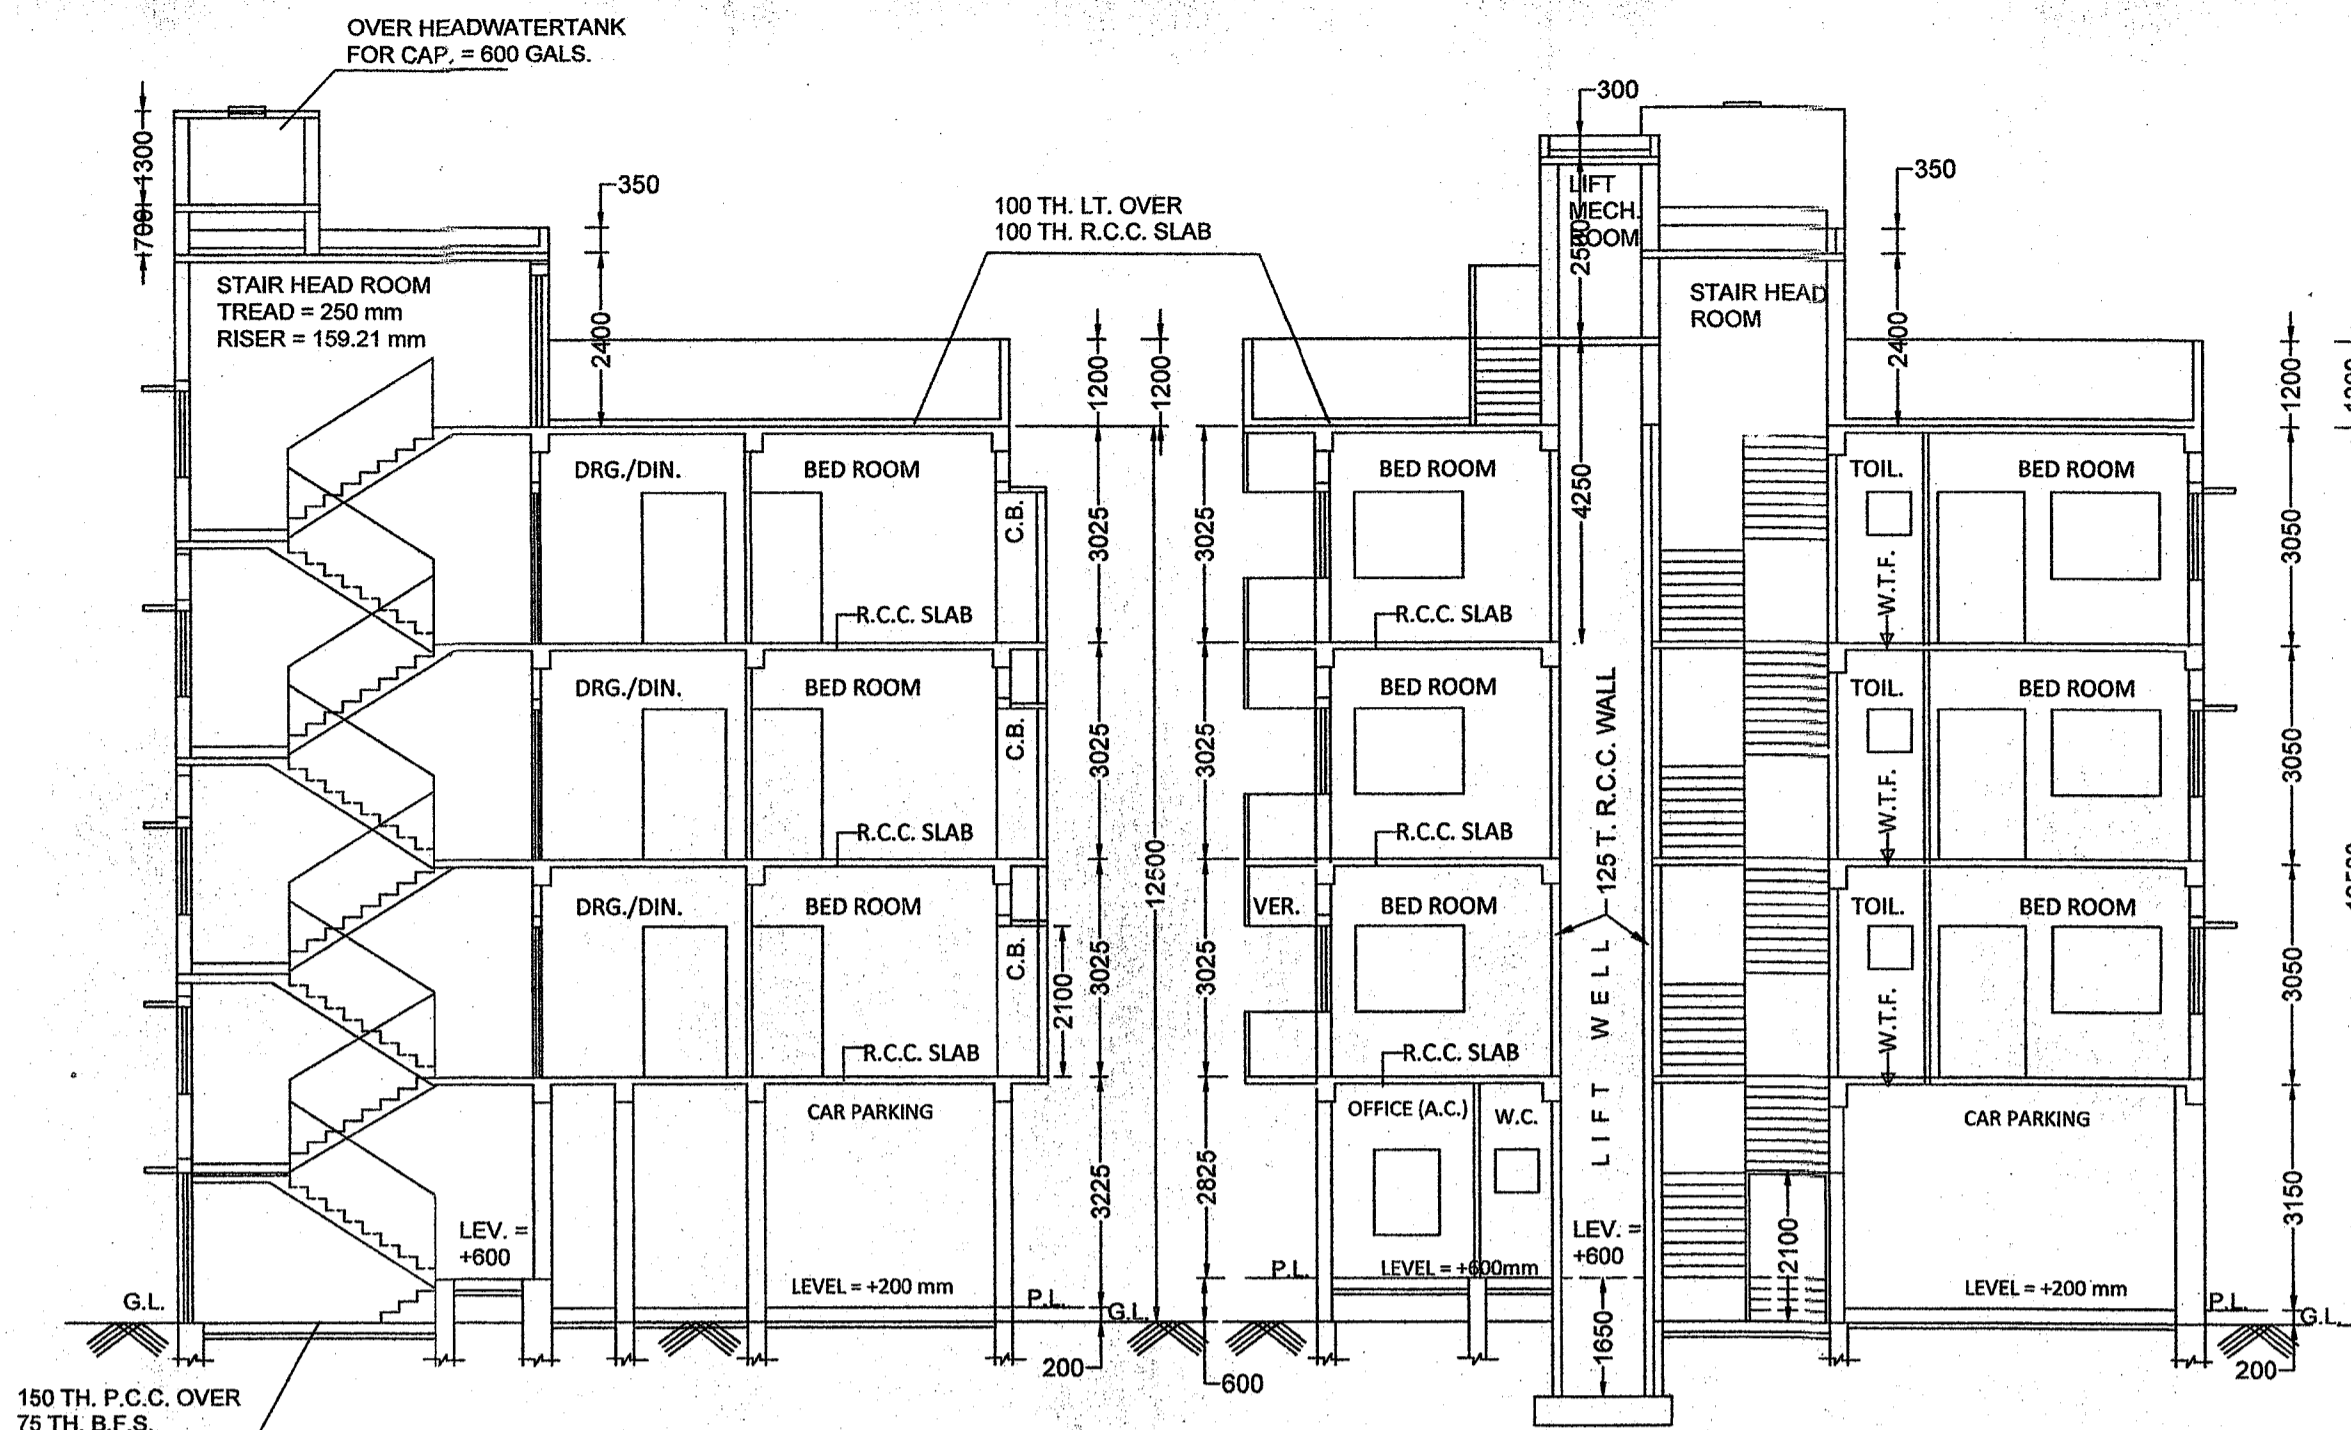 OVER HEADWATERTANK
FOR CAP. = 600 GALS.
1300
700
350
STAIR HEAD ROOM
TREAD = 250 mm
RISER = 159.21 mm
2400
100 TH. LT. OVER
100 TH. R.C.C. SLAB
1200
1200
DRG./DIN.
BED ROOM
C.B.
3025
R.C.C. SLAB
DRG./DIN.
BED ROOM
C.B.
3025
R.C.C. SLAB
DRG./DIN.
BED ROOM
C.B.
2100
3025
12500
R.C.C. SLAB
CAR PARKING
3225
LEV. =
+600
LEVEL = +200 mm
G.L.
P.L.
G.L.
200
150 TH. P.C.C. OVER
75 TH. B.F.S.
300
LIFT
MECH.
ROOM
2500
350
STAIR HEAD
ROOM
2400
1200
4250
3025
BED ROOM
R.C.C. SLAB
TOIL.
BED ROOM
W.T.F.
3050
3025
BED ROOM
R.C.C. SLAB
TOIL.
BED ROOM
W.T.F.
3050
125 T. R.C.C. WALL
3025
VER.
BED ROOM
R.C.C. SLAB
LIFT WELL
TOIL.
BED ROOM
W.T.F.
3050
2825
OFFICE (A.C.)
W.C.
CAR PARKING
3150
LEV. =
+600
2100
P.L.
LEVEL = +600mm
LEVEL = +200 mm
P.L.
G.L.
1650
600
200